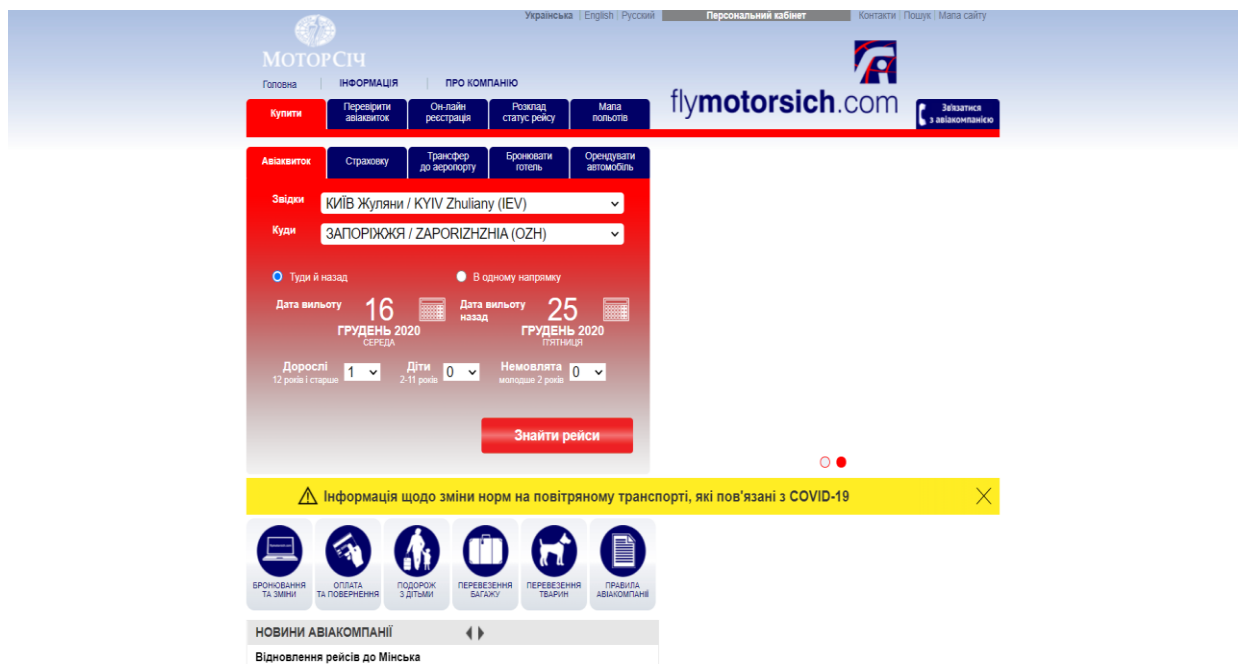 Українська | English | Русский
Персональний кабінет
Контакти | Пошук | Мапа сайту
МОТОР СІЧ
Головна | ІНФОРМАЦІЯ | ПРО КОМПАНІЮ
flymotorsich.com
Купити
Перевірити
авіаквиток
Он-лайн
реєстрація
Розклад
статус рейсу
Мапа
польотів
Зв'язатися
з авіакомпанією
Авіаквиток
Страховку
Трансфер
до аеропорту
Бронювати
готель
Орендувати
автомобіль
Звідки
КИЇВ Жуляни / KYIV Zhuliany (IEV)
Куди
ЗАПОРІЖЖЯ / ZAPORIZHZHIA (OZH)
Туди й назад
В одному напрямку
Дата вильоту
16
ГРУДЕНЬ 2020
СЕРЕДА
Дата вильоту
назад
25
ГРУДЕНЬ 2020
П'ЯТНИЦЯ
Дорослі
12 років і старше
1
Діти
2-11 років
0
Немовлята
молодше 2 років
0
Знайти рейси
Інформація щодо зміни норм на повітряному транспорті, які пов'язані з COVID-19
БРОНЮВАННЯ
ТА ЗМІНИ
ОПЛАТА
ТА ПОВЕРНЕННЯ
ПОДОРОЖ
З ДІТЬМИ
ПЕРЕВЕЗЕННЯ
БАГАЖУ
ПЕРЕВЕЗЕННЯ
ТВАРИН
ПРАВИЛА
АВІАКОМПАНІЇ
НОВИНИ АВІАКОМПАНІЇ
Відновлення рейсів до Мінська